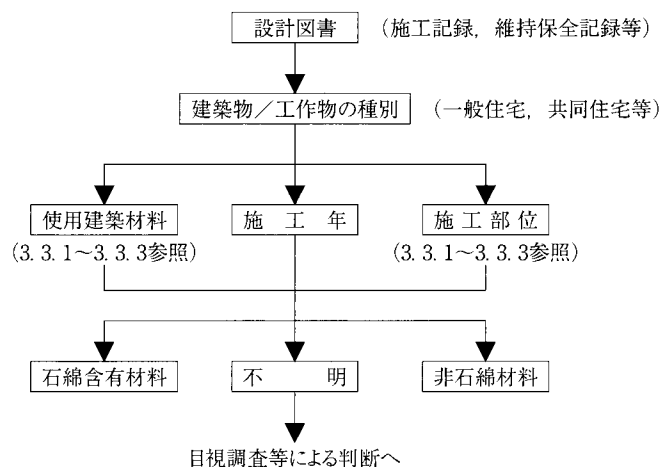 設計図書 (施工記録，維持保全記録等)
建築物／工作物の種別 (一般住宅，共同住宅等)
使用建築材料 施工年 施工部位
(3.3.1～3.3.3参照) (3.3.1～3.3.3参照)
石綿含有材料 不明 非石綿材料
目視調査等による判断へ